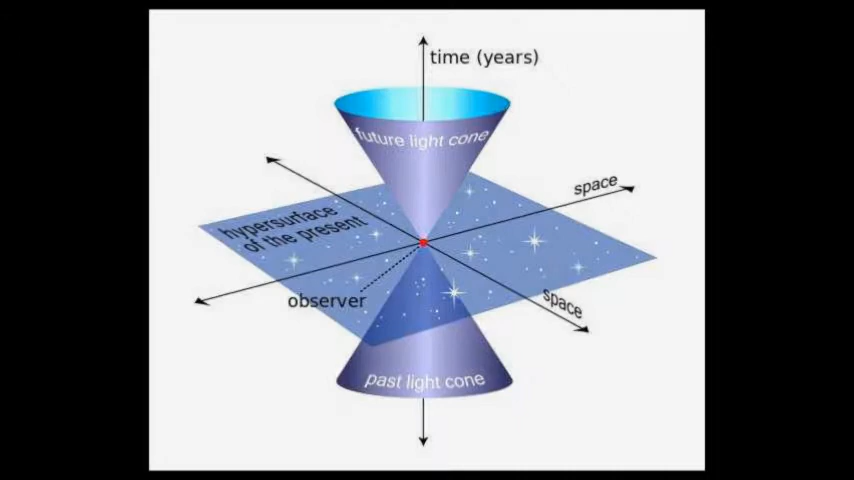 time (years)
future light cone
space
hypersurface
of the present
observer
space
past light cone